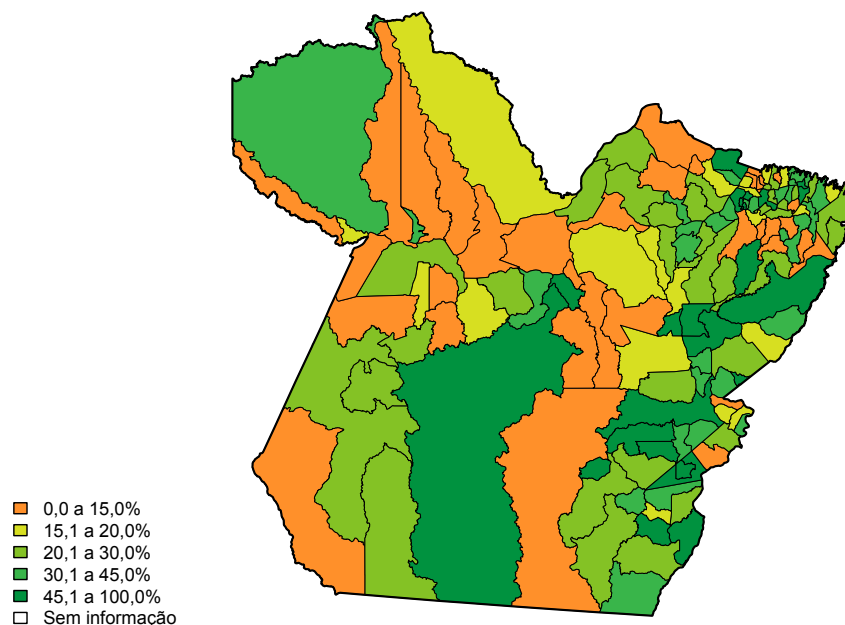 0,0 a 15,0%
15,1 a 20,0%
20,1 a 30,0%
30,1 a 45,0%
45,1 a 100,0%
Sem informação